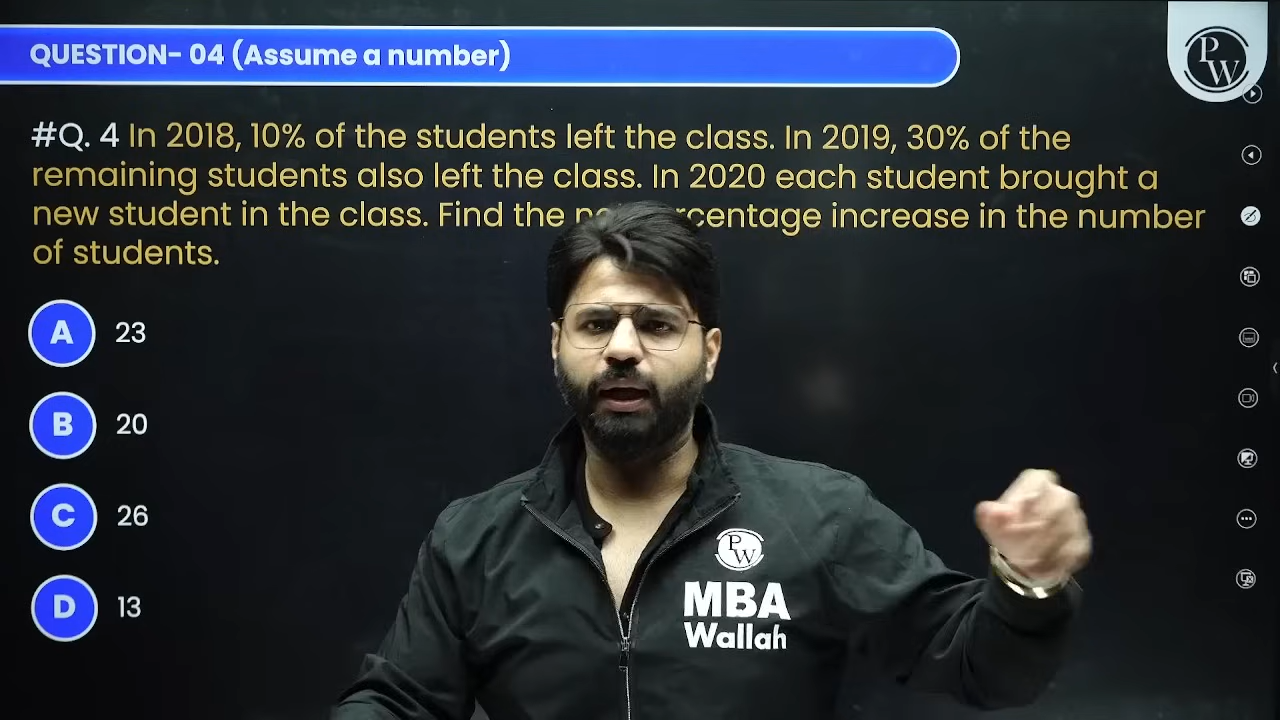 QUESTION- 04 (Assume a number)
PW
#Q. 4 In 2018, 10% of the students left the class. In 2019, 30% of the
remaining students also left the class. In 2020 each student brought a
new student in the class. Find the increase in the number
of students.
A 23
B 20
C 26
D 13
PW
MBA
Wallah